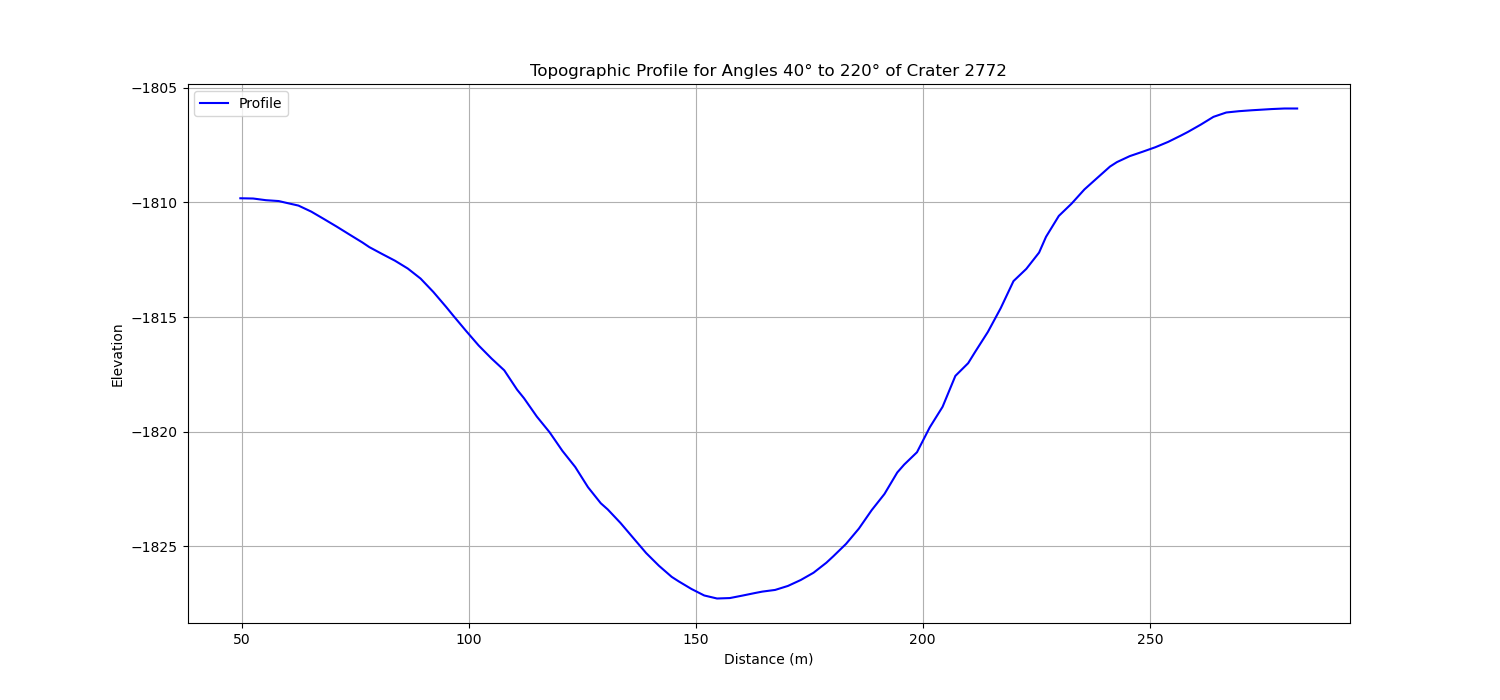 Topographic Profile for Angles 40° to 220° of Crater 2772
Profile
−1805
−1810
−1815
−1820
−1825
Elevation
50
100
150
200
250
Distance (m)